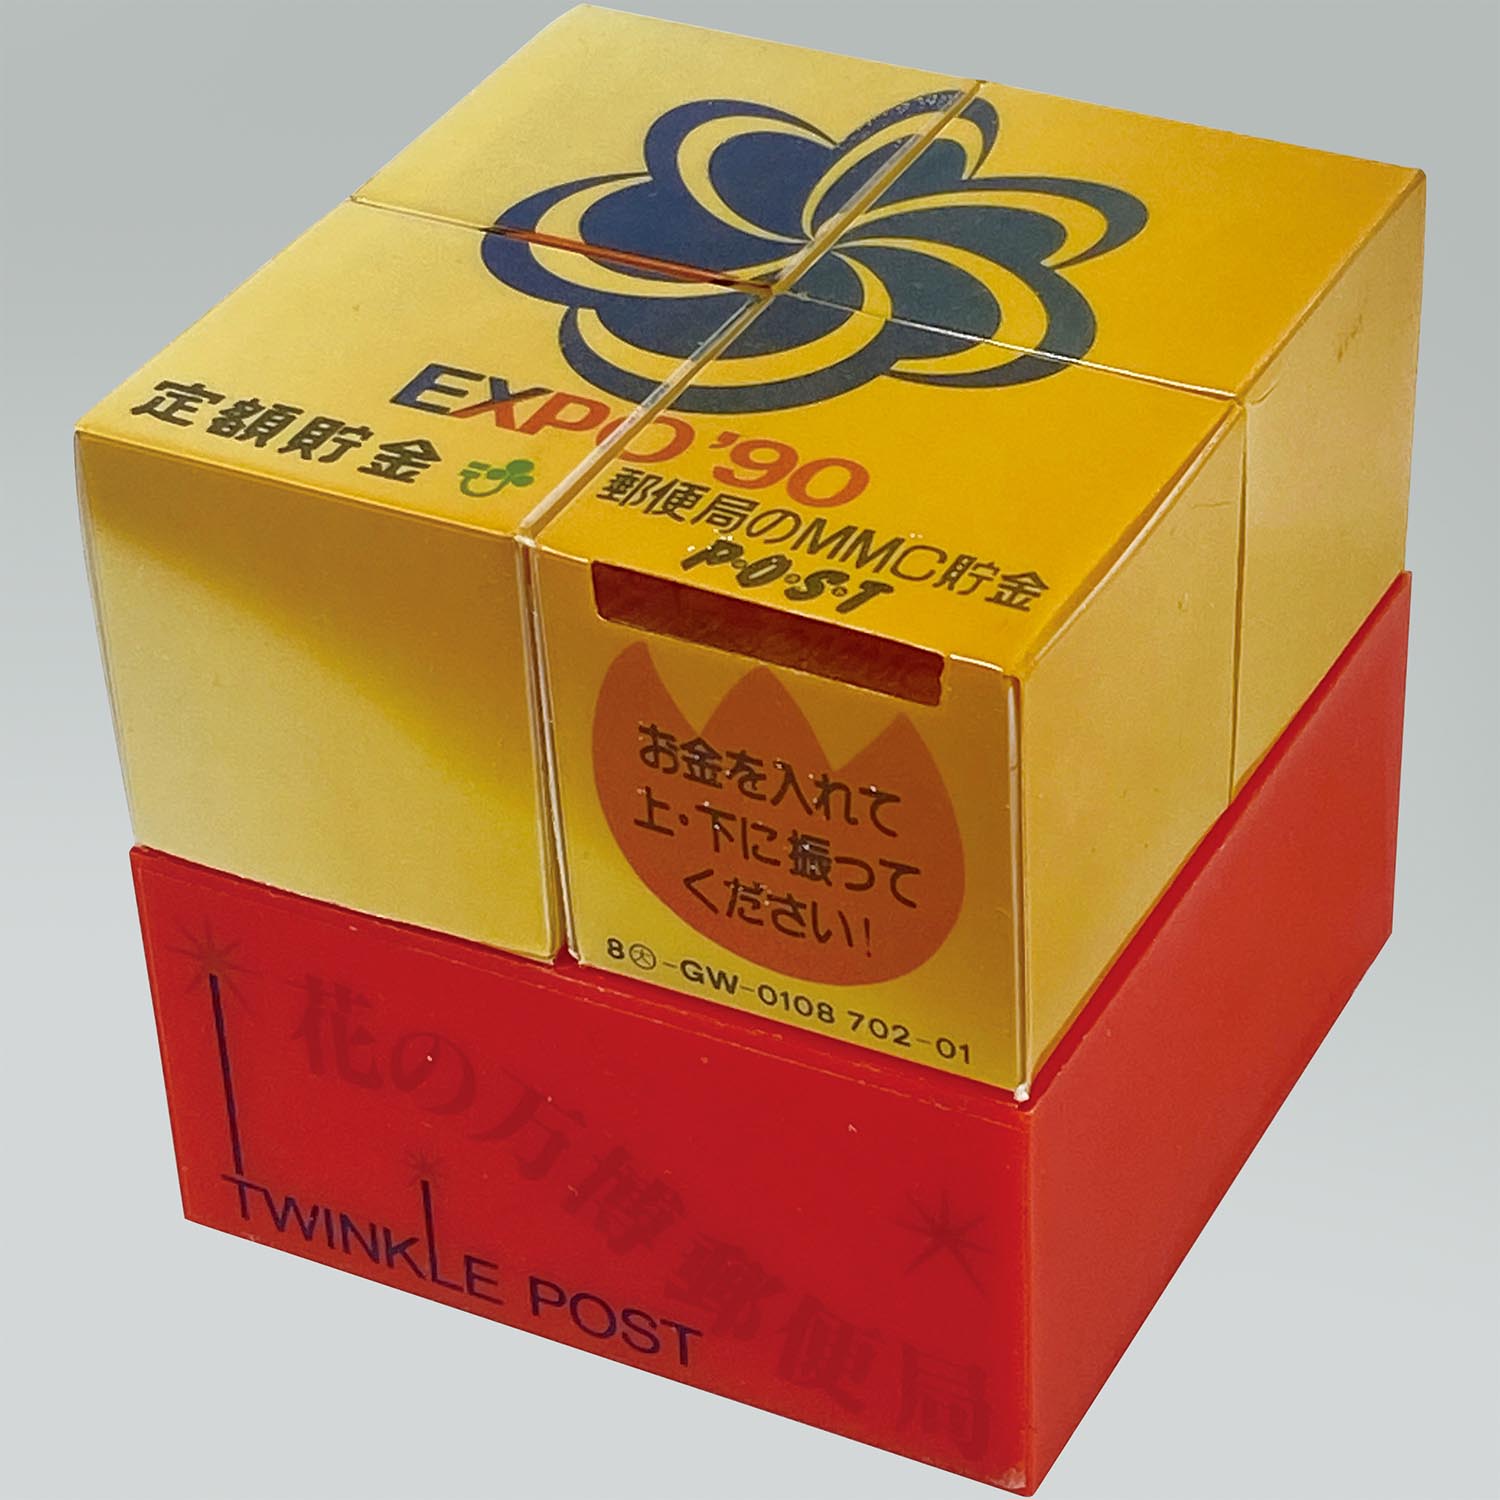 EXPO'90
定額貯金
郵便局のMMC貯金
P・O・S・T
お金を入れて
上・下に振って
ください!
8㊅-GW-0108 702-01
花の万博郵便局
TWINKLE POST